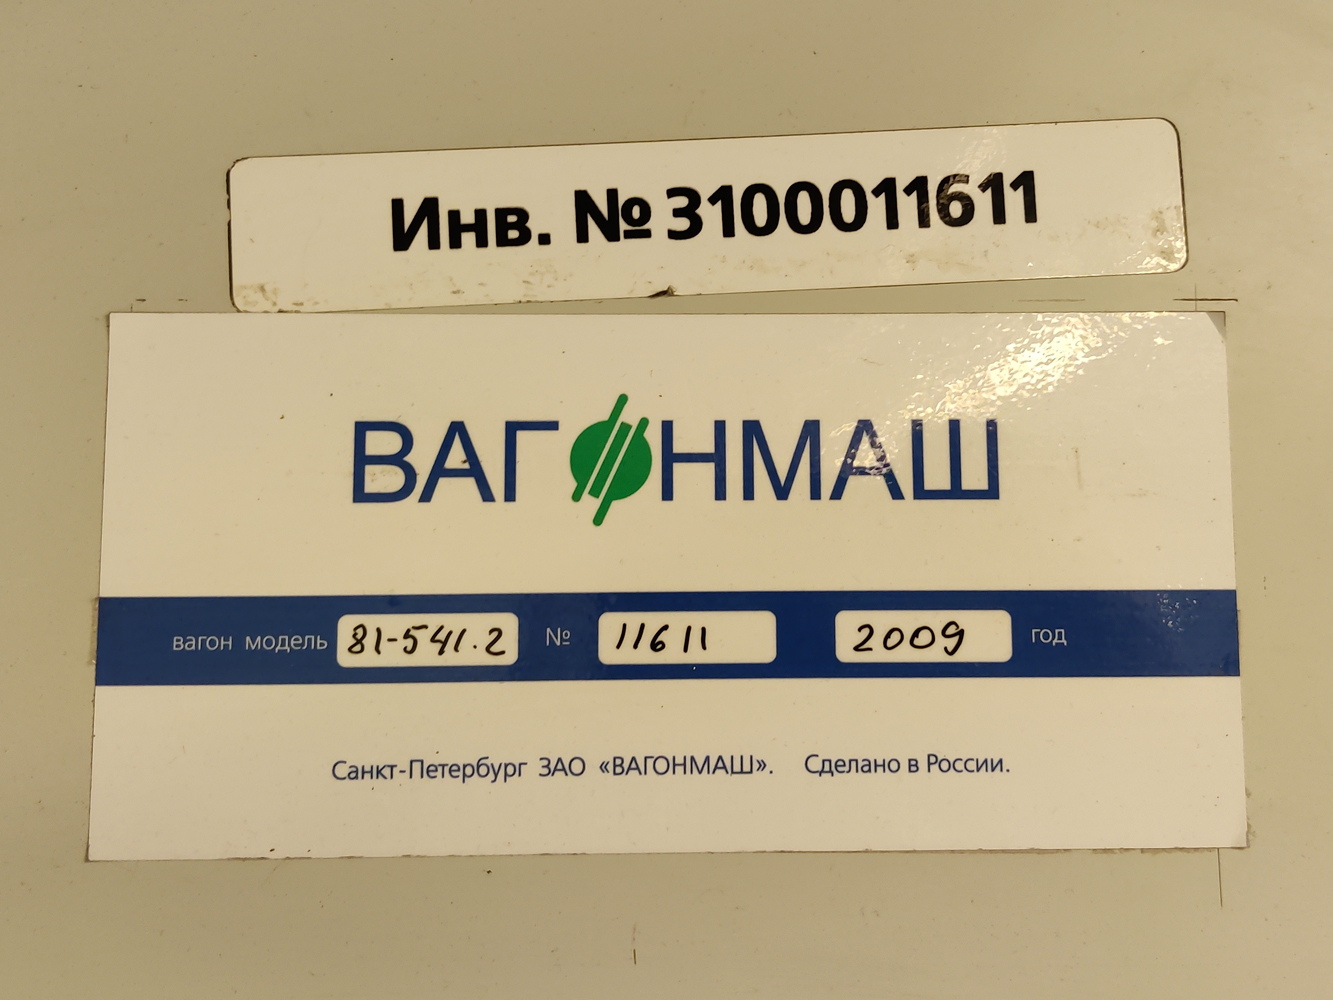 Инв. № 3100011611
ВАГОНМАШ
вагон модель 81-541.2 № 11611 2009 год
Санкт-Петербург ЗАО «ВАГОНМАШ». Сделано в России.